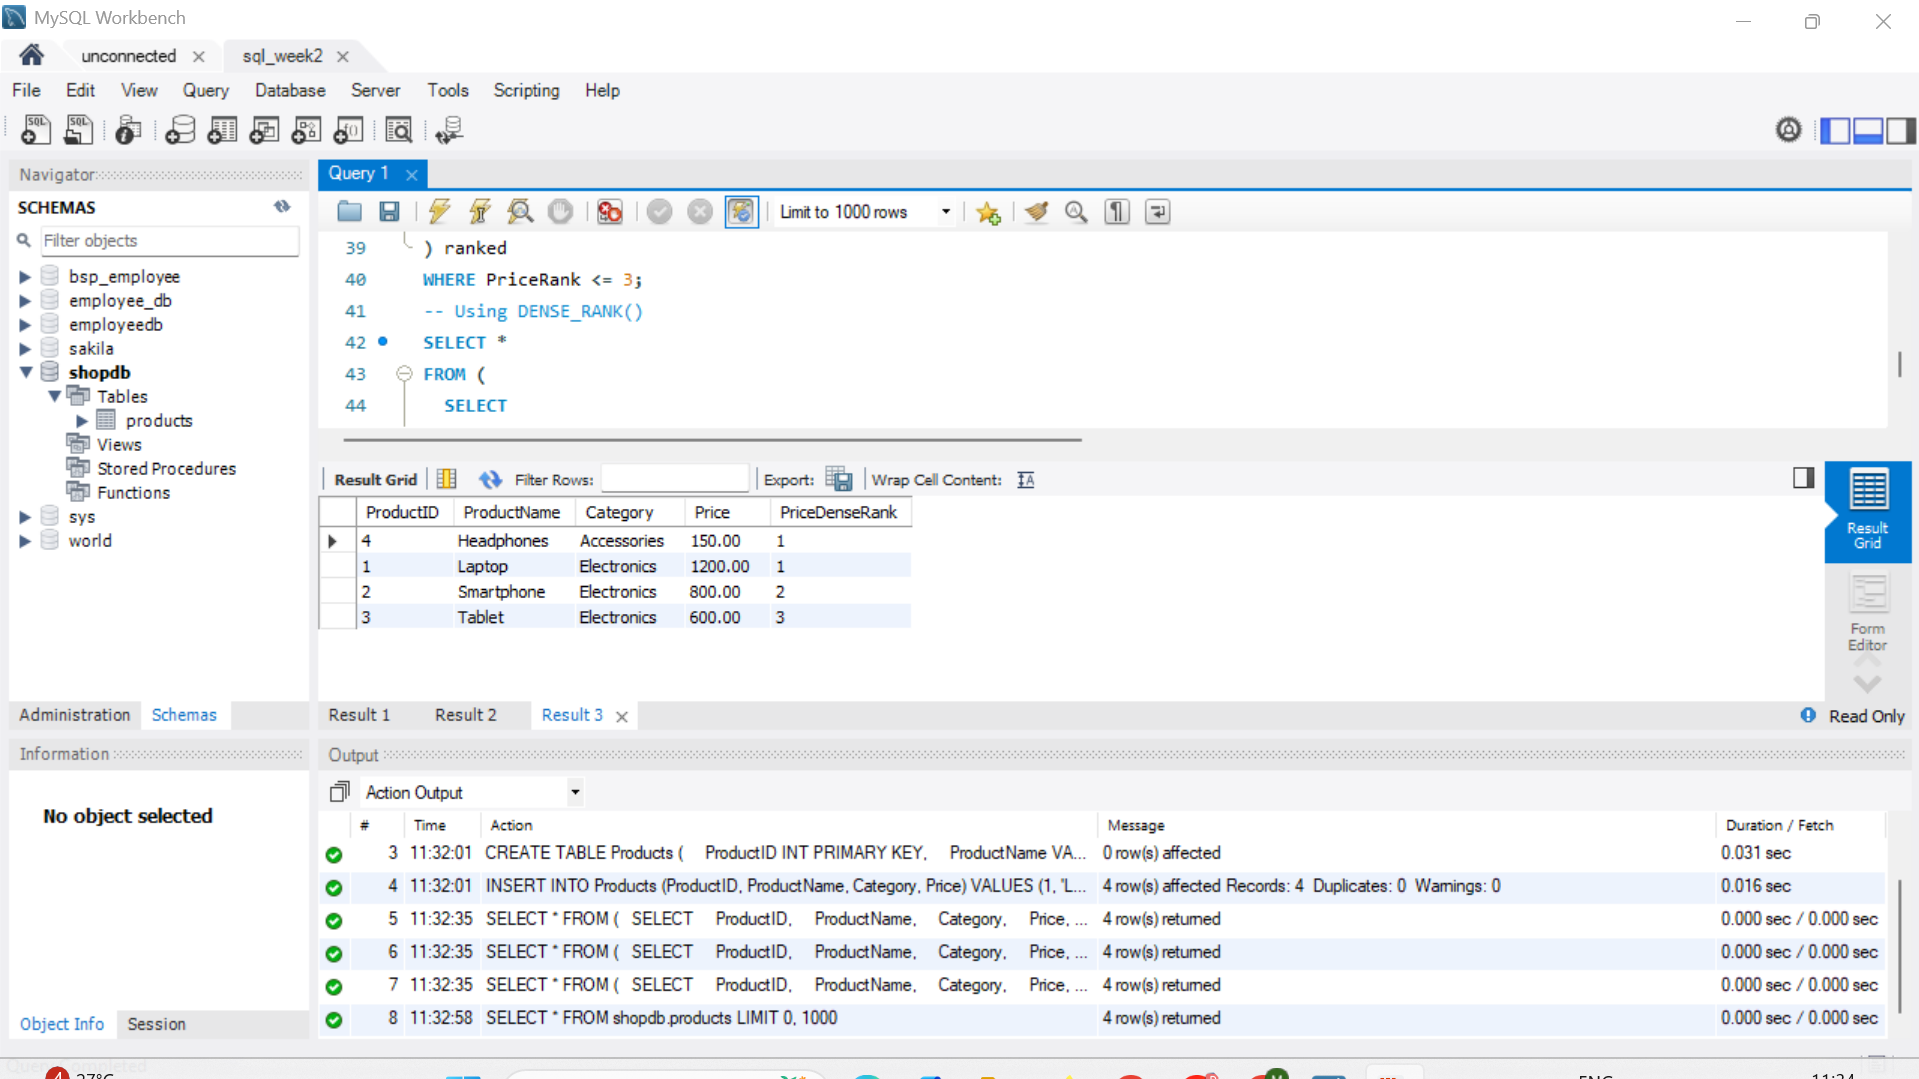 MySQL Workbench
unconnected
sql_week2
File Edit View Query Database Server Tools Scripting Help
Navigator
Query 1
SCHEMAS
Filter objects
Limit to 1000 rows
bsp_employee
employee_db
employeedb
sakila
shopdb
Tables
products
Views
Stored Procedures
Functions
sys
world
39 ) ranked
40 WHERE PriceRank <= 3;
41 -- Using DENSE_RANK()
42 SELECT *
43 FROM (
44 SELECT
Result Grid Filter Rows: Export: Wrap Cell Content:
ProductID ProductName Category Price PriceDenseRank
4 Headphones Accessories 150.00 1
1 Laptop Electronics 1200.00 1
2 Smartphone Electronics 800.00 2
3 Tablet Electronics 600.00 3
Result
Grid
Form
Editor
Administration Schemas
Result 1 Result 2 Result 3
Read Only
Information
No object selected
Object Info Session
Output
Action Output
# Time Action Message Duration / Fetch
3 11:32:01 CREATE TABLE Products ( ProductID INT PRIMARY KEY, ProductName VA... 0 row(s) affected 0.031 sec
4 11:32:01 INSERT INTO Products (ProductID, ProductName, Category, Price) VALUES (1, 'L... 4 row(s) affected Records: 4 Duplicates: 0 Warnings: 0 0.016 sec
5 11:32:35 SELECT * FROM ( SELECT ProductID, ProductName, Category, Price, ... 4 row(s) returned 0.000 sec / 0.000 sec
6 11:32:35 SELECT * FROM ( SELECT ProductID, ProductName, Category, Price, ... 4 row(s) returned 0.000 sec / 0.000 sec
7 11:32:35 SELECT * FROM ( SELECT ProductID, ProductName, Category, Price, ... 4 row(s) returned 0.000 sec / 0.000 sec
8 11:32:58 SELECT * FROM shopdb.products LIMIT 0, 1000 4 row(s) returned 0.000 sec / 0.000 sec
Query Completed
4 27°C
ENG
11:34